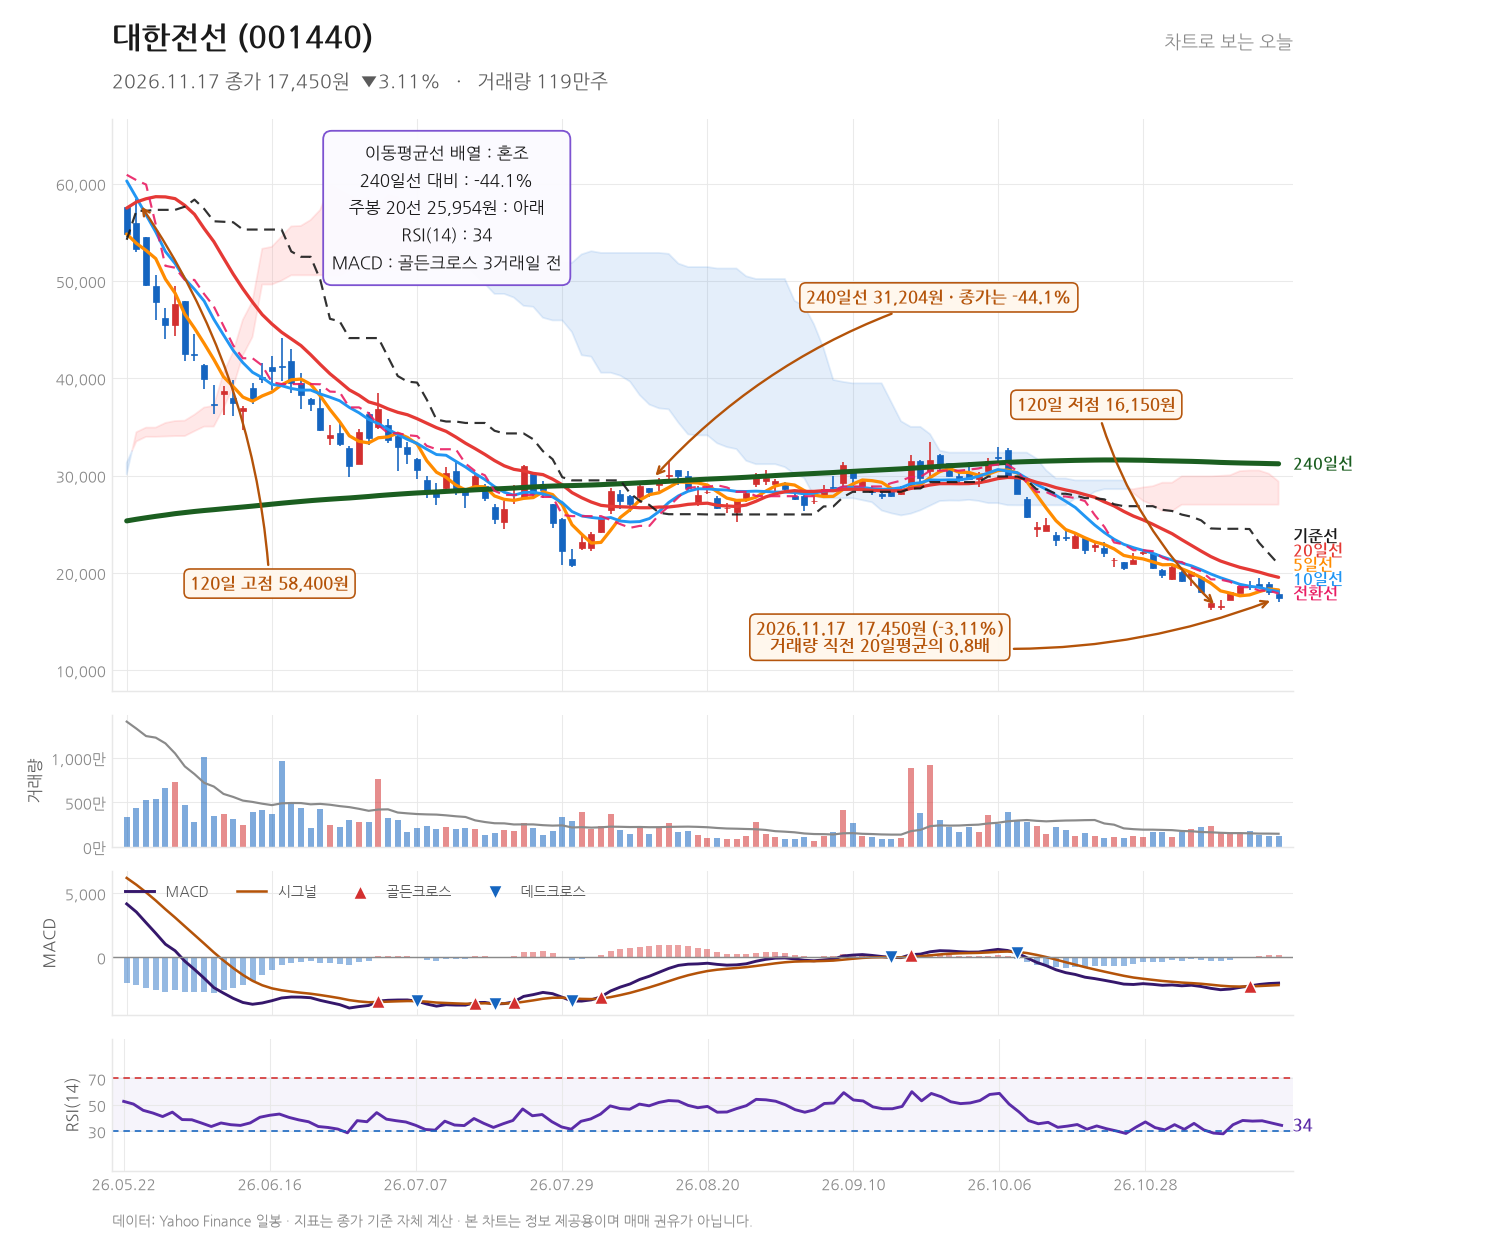 대한전선 (001440)
차트로 보는 오늘
2026.11.17 종가 17,450원 ▼3.11% · 거래량 119만주
이동평균선 배열 : 혼조
240일선 대비 : -44.1%
주봉 20선 25,954원 : 아래
RSI(14) : 34
MACD : 골든크로스 3거래일 전
60,000
50,000
40,000
30,000
20,000
10,000
240일선 31,204원 · 종가는 -44.1%
120일 저점 16,150원
120일 고점 58,400원
2026.11.17 17,450원 (-3.11%)
거래량 직전 20일평균의 0.8배
240일선
기준선
20일선
5일선
10일선
전환선
거래량
1,000만
500만
0만
MACD
5,000
0
MACD
시그널
골든크로스
데드크로스
RSI(14)
70
50
30
34
26.05.22
26.06.16
26.07.07
26.07.29
26.08.20
26.09.10
26.10.06
26.10.28
데이터: Yahoo Finance 일봉 · 지표는 종가 기준 자체 계산 · 본 차트는 정보 제공용이며 매매 권유가 아닙니다.